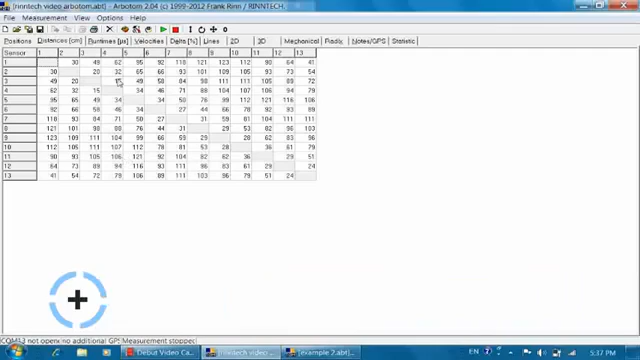 (rinntech video arbotom.abt) Arbotom 2.04 (c) 1999-2012 Frank Rinn / RINNTECH
File Measurement View Options Help
Positions Distances [cm] Runtimes [µs] Velocities Delta [%] Lines 2D 3D Mechanical Radix Notes/GPS Statistic
Sensor 1 2 3 4 5 6 7 8 9 10 11 12 13
1 30 49 62 95 92 118 121 123 112 90 64 41
2 30 20 32 65 66 93 101 109 105 93 73 54
3 49 20 15 49 58 84 98 111 111 105 89 72
4 62 32 15 34 46 71 88 104 107 106 94 79
5 95 65 49 34 34 50 76 99 112 121 116 106
6 92 66 58 46 34 27 44 66 78 92 93 89
7 118 93 84 71 50 27 31 59 81 104 111 111
8 121 101 98 88 76 44 31 29 53 82 96 103
9 123 109 111 104 99 66 59 29 28 62 83 96
10 112 105 111 107 112 78 81 53 28 36 61 79
11 90 93 105 106 121 92 104 82 62 36 29 51
12 64 73 89 94 116 93 111 96 83 61 29 24
13 41 54 72 79 106 89 111 103 96 79 51 24
COM13 not open: no additional GP: Measurement stopped
Debut Video Ca... (rinntech video ... (example 2.abt)... EN 5:37 PM